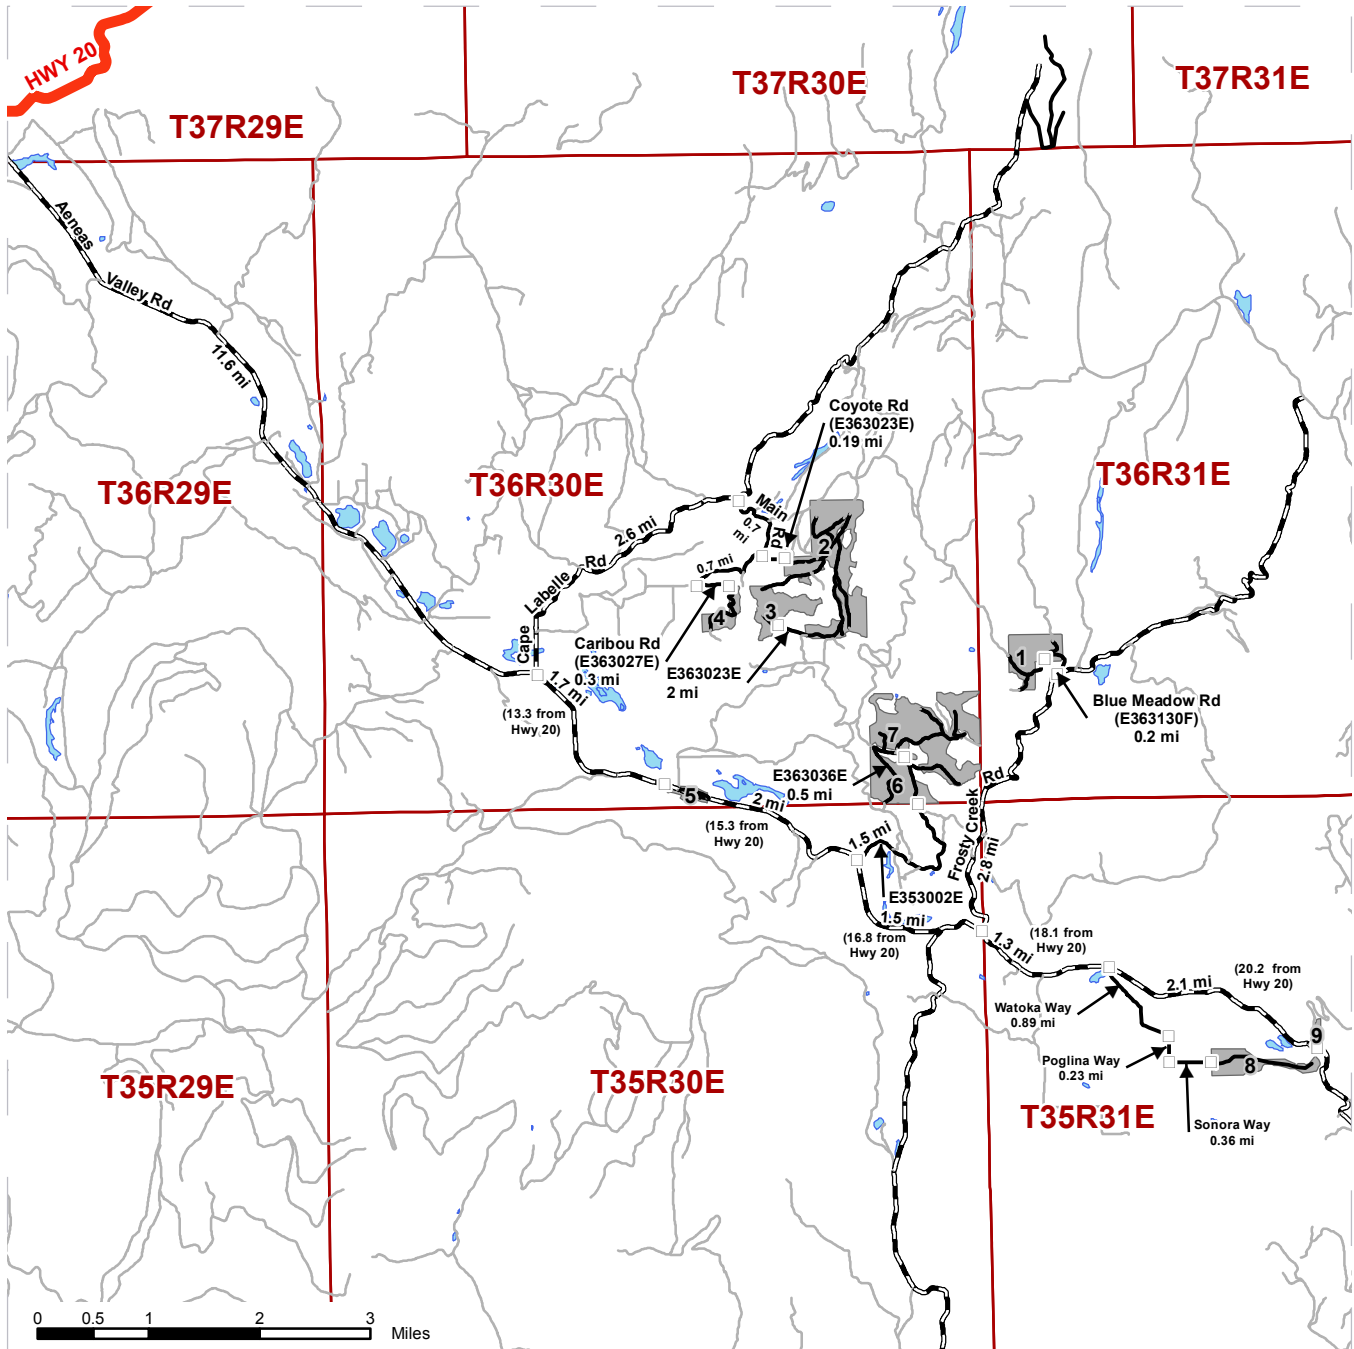 HWY 20
T37R30E
T37R31E
T37R29E
Aeneas
Valley Rd
11.6 mi
Coyote Rd
(E363023E)
0.19 mi
T36R29E
T36R30E
T36R31E
Main
Rd
0.7
mi
2.6 mi
2
0.7 mi
Cape
Labelle
Rd
3
4
Caribou Rd
(E363027E)
0.3 mi
E363023E
2 mi
1
1.7 mi
(13.3 from
Hwy 20)
Blue Meadow Rd
(E363130F)
0.2 mi
7
E363036E
0.5 mi
6
5
2 mi
(15.3 from
Hwy 20)
Frosty Creek
Rd
2.8 mi
1.5 mi
E353002E
1.5 mi
(16.8 from
Hwy 20)
1.3 mi
(18.1 from
Hwy 20)
2.1 mi
(20.2 from
Hwy 20)
Watoka Way
0.89 mi
9
Poglina Way
0.23 mi
8
T35R29E
T35R30E
T35R31E
Sonora Way
0.36 mi
0
0.5
1
2
3
Miles